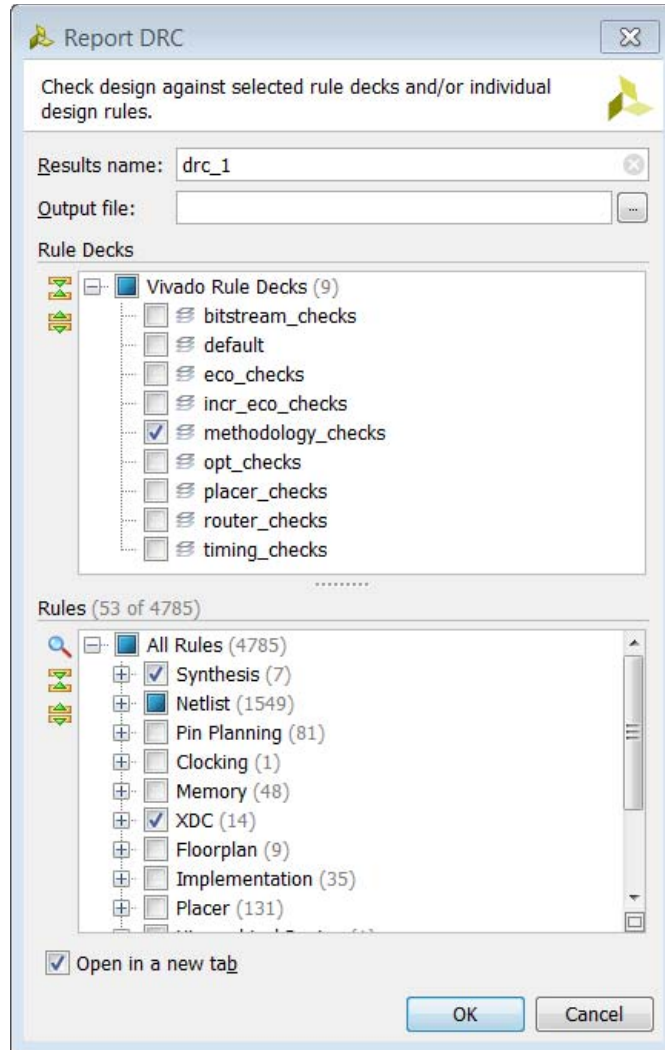 Report DRC
Check design against selected rule decks and/or individual
design rules.
Results name: drc_1
Output file:
...
Rule Decks
Vivado Rule Decks (9)
bitstream_checks
default
eco_checks
incr_eco_checks
methodology_checks
opt_checks
placer_checks
router_checks
timing_checks
Rules (53 of 4785)
All Rules (4785)
Synthesis (7)
Netlist (1549)
Pin Planning (81)
Clocking (1)
Memory (48)
XDC (14)
Floorplan (9)
Implementation (35)
Placer (131)
Open in a new tab
OK Cancel